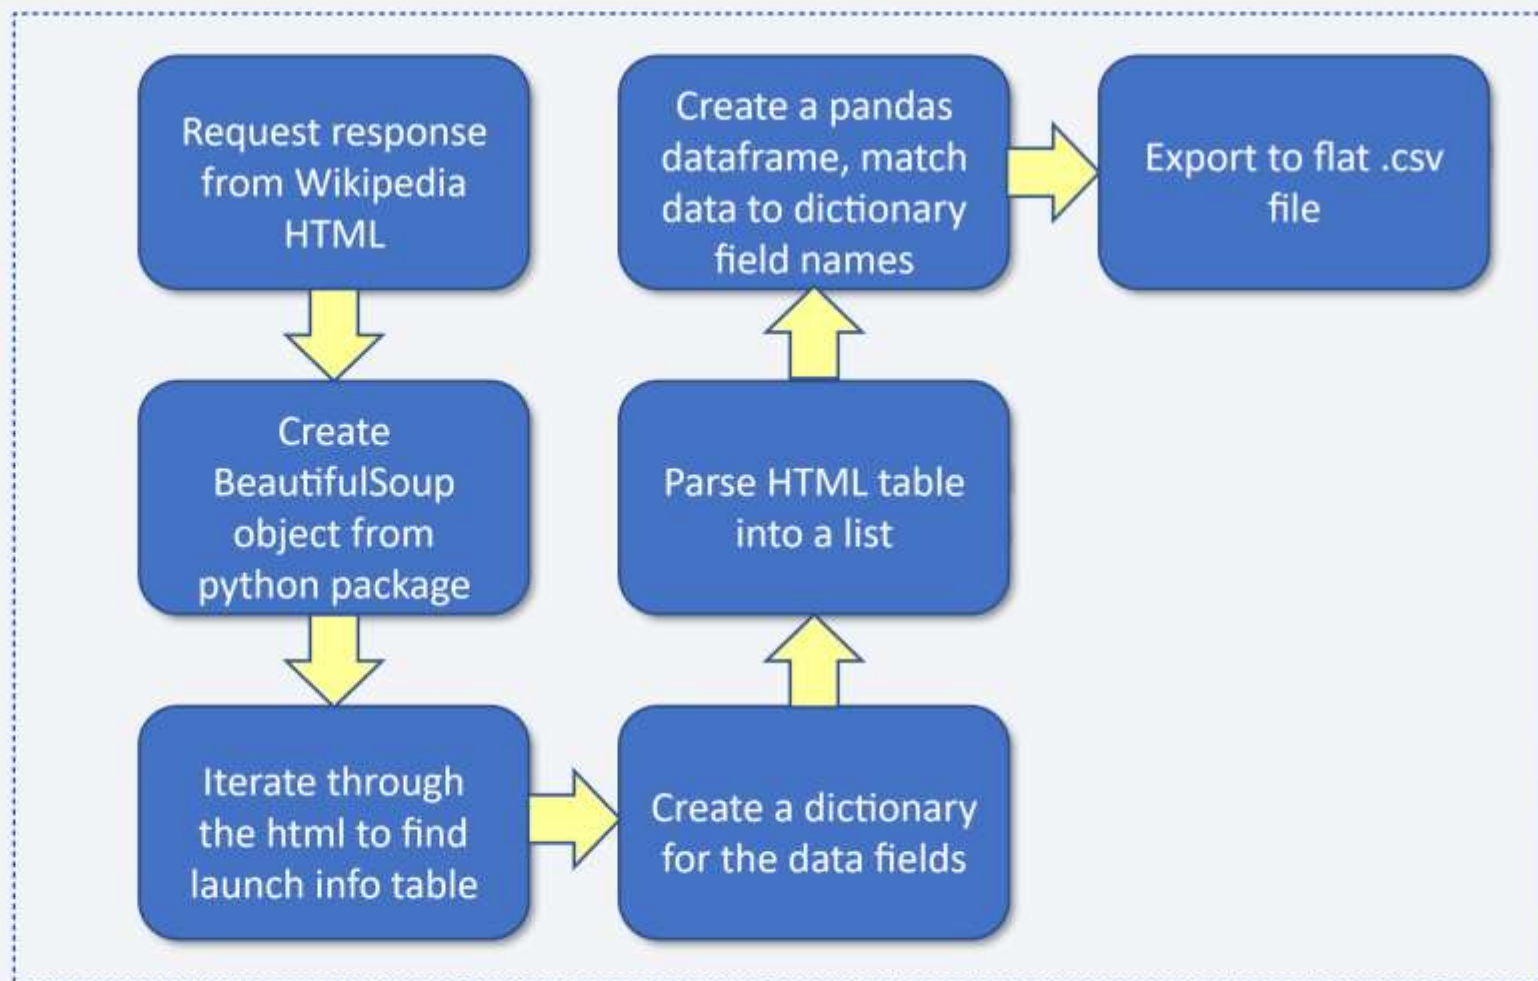 Request response
from Wikipedia
HTML
Create
BeautifulSoup
object from
python package
Iterate through
the html to find
launch info table
Create a dictionary
for the data fields
Parse HTML table
into a list
Create a pandas
dataframe, match
data to dictionary
field names
Export to flat .csv
file